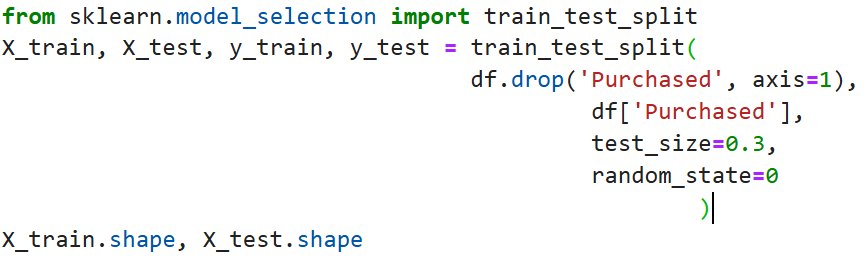 from sklearn.model_selection import train_test_split
X_train, X_test, y_train, y_test = train_test_split(
df.drop('Purchased', axis=1),
df['Purchased'],
test_size=0.3,
random_state=0
)
X_train.shape, X_test.shape